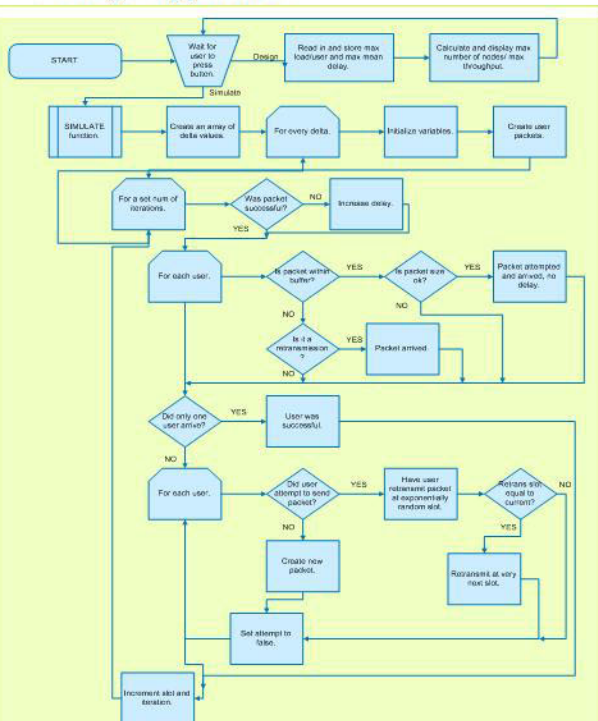 START
Wait for
user to
press
button.
Design
Read in and store max
load/user and max mean
delay.
Calculate and display max
number of nodes/ max
throughput.
Simulate
SIMULATE
function.
Create an array of
delta values.
For every delta.
Initialize variables.
Create user
packets.
For a set num of
iterations.
Was packet
successful?
NO
Increase delay.
YES
For each user.
Is packet within
buffer?
YES
Is packet size
ok?
YES
Packet attempted
and arrived, no
delay.
NO
NO
Is it a
retransmission
?
YES
Packet arrived.
NO
Did only one
user arrive?
YES
User was
successful.
NO
For each user.
Did user
attempt to send
packet?
YES
Have user
retransmit packet
at exponentially
random slot.
Retrans slot
equal to
current?
NO
NO
YES
Create new
packet.
Retransmit at very
next slot.
Set attempt to
false.
Increment slot and
iteration.